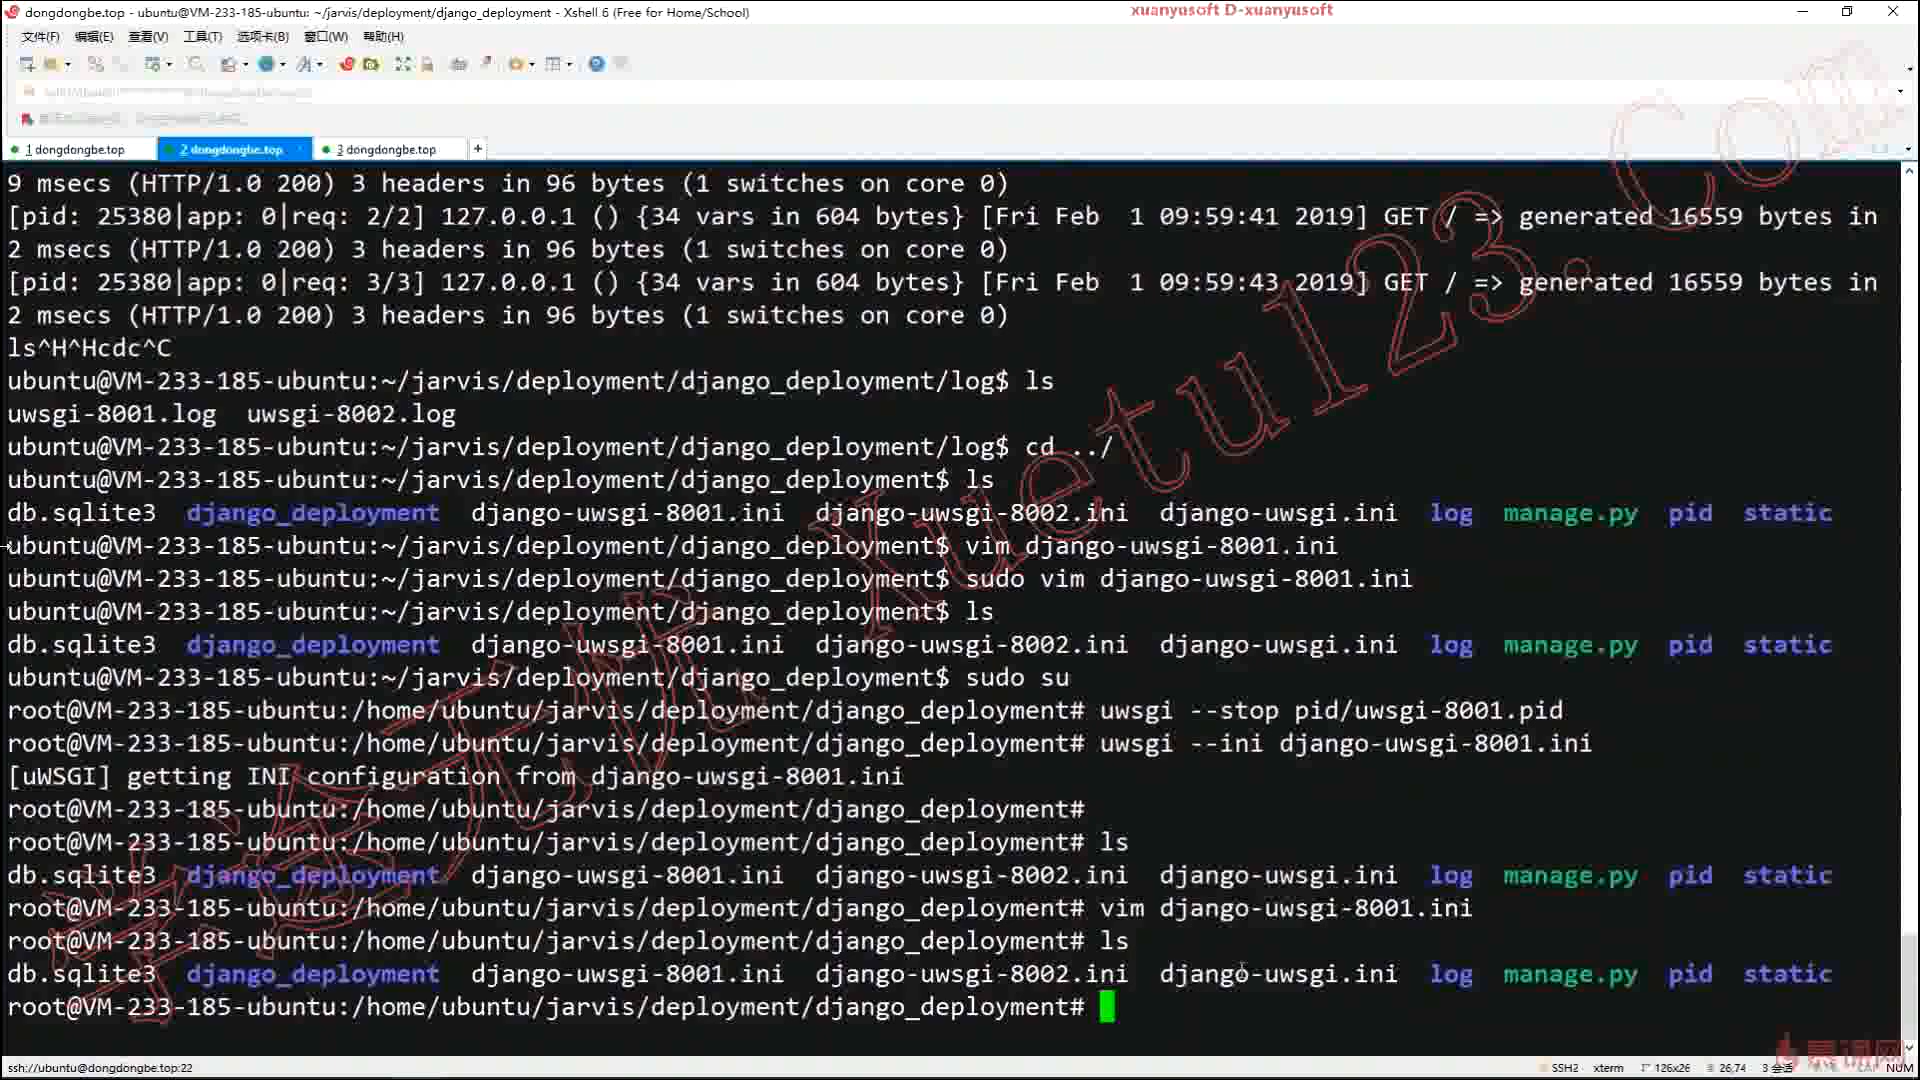 dongdongbe.top - ubuntu@VM-233-185-ubuntu: ~/jarvis/deployment/django_deployment - Xshell 6 (Free for Home/School)
xuanyusoft D-xuanyusoft
文件(F) 编辑(E) 查看(V) 工具(T) 选项卡(B) 窗口(W) 帮助(H)
1 dongdongbe.top 2 dongdongbe.top 3 dongdongbe.top +
9 msecs (HTTP/1.0 200) 3 headers in 96 bytes (1 switches on core 0)
[pid: 25380|app: 0|req: 2/2] 127.0.0.1 () {34 vars in 604 bytes} [Fri Feb  1 09:59:41 2019] GET / => generated 16559 bytes in
2 msecs (HTTP/1.0 200) 3 headers in 96 bytes (1 switches on core 0)
[pid: 25380|app: 0|req: 3/3] 127.0.0.1 () {34 vars in 604 bytes} [Fri Feb  1 09:59:43 2019] GET / => generated 16559 bytes in
2 msecs (HTTP/1.0 200) 3 headers in 96 bytes (1 switches on core 0)
ls^H^Hcdc^C
ubuntu@VM-233-185-ubuntu:~/jarvis/deployment/django_deployment/log$ ls
uwsgi-8001.log  uwsgi-8002.log
ubuntu@VM-233-185-ubuntu:~/jarvis/deployment/django_deployment/log$ cd ../
ubuntu@VM-233-185-ubuntu:~/jarvis/deployment/django_deployment$ ls
db.sqlite3  django_deployment  django-uwsgi-8001.ini  django-uwsgi-8002.ini  django-uwsgi.ini  log  manage.py  pid  static
ubuntu@VM-233-185-ubuntu:~/jarvis/deployment/django_deployment$ vim django-uwsgi-8001.ini
ubuntu@VM-233-185-ubuntu:~/jarvis/deployment/django_deployment$ sudo vim django-uwsgi-8001.ini
ubuntu@VM-233-185-ubuntu:~/jarvis/deployment/django_deployment$ ls
db.sqlite3  django_deployment  django-uwsgi-8001.ini  django-uwsgi-8002.ini  django-uwsgi.ini  log  manage.py  pid  static
ubuntu@VM-233-185-ubuntu:~/jarvis/deployment/django_deployment$ sudo su
root@VM-233-185-ubuntu:/home/ubuntu/jarvis/deployment/django_deployment# uwsgi --stop pid/uwsgi-8001.pid
root@VM-233-185-ubuntu:/home/ubuntu/jarvis/deployment/django_deployment# uwsgi --ini django-uwsgi-8001.ini
[uWSGI] getting INI configuration from django-uwsgi-8001.ini
root@VM-233-185-ubuntu:/home/ubuntu/jarvis/deployment/django_deployment#
root@VM-233-185-ubuntu:/home/ubuntu/jarvis/deployment/django_deployment# ls
db.sqlite3  django_deployment  django-uwsgi-8001.ini  django-uwsgi-8002.ini  django-uwsgi.ini  log  manage.py  pid  static
root@VM-233-185-ubuntu:/home/ubuntu/jarvis/deployment/django_deployment# vim django-uwsgi-8001.ini
root@VM-233-185-ubuntu:/home/ubuntu/jarvis/deployment/django_deployment# ls
db.sqlite3  django_deployment  django-uwsgi-8001.ini  django-uwsgi-8002.ini  django-uwsgi.ini  log  manage.py  pid  static
root@VM-233-185-ubuntu:/home/ubuntu/jarvis/deployment/django_deployment#
Xuetu123.Com
ssh://ubuntu@dongdongbe.top:22
SSH2 xterm 126x26 26,74 3 会话 CAP NUM
慕课网